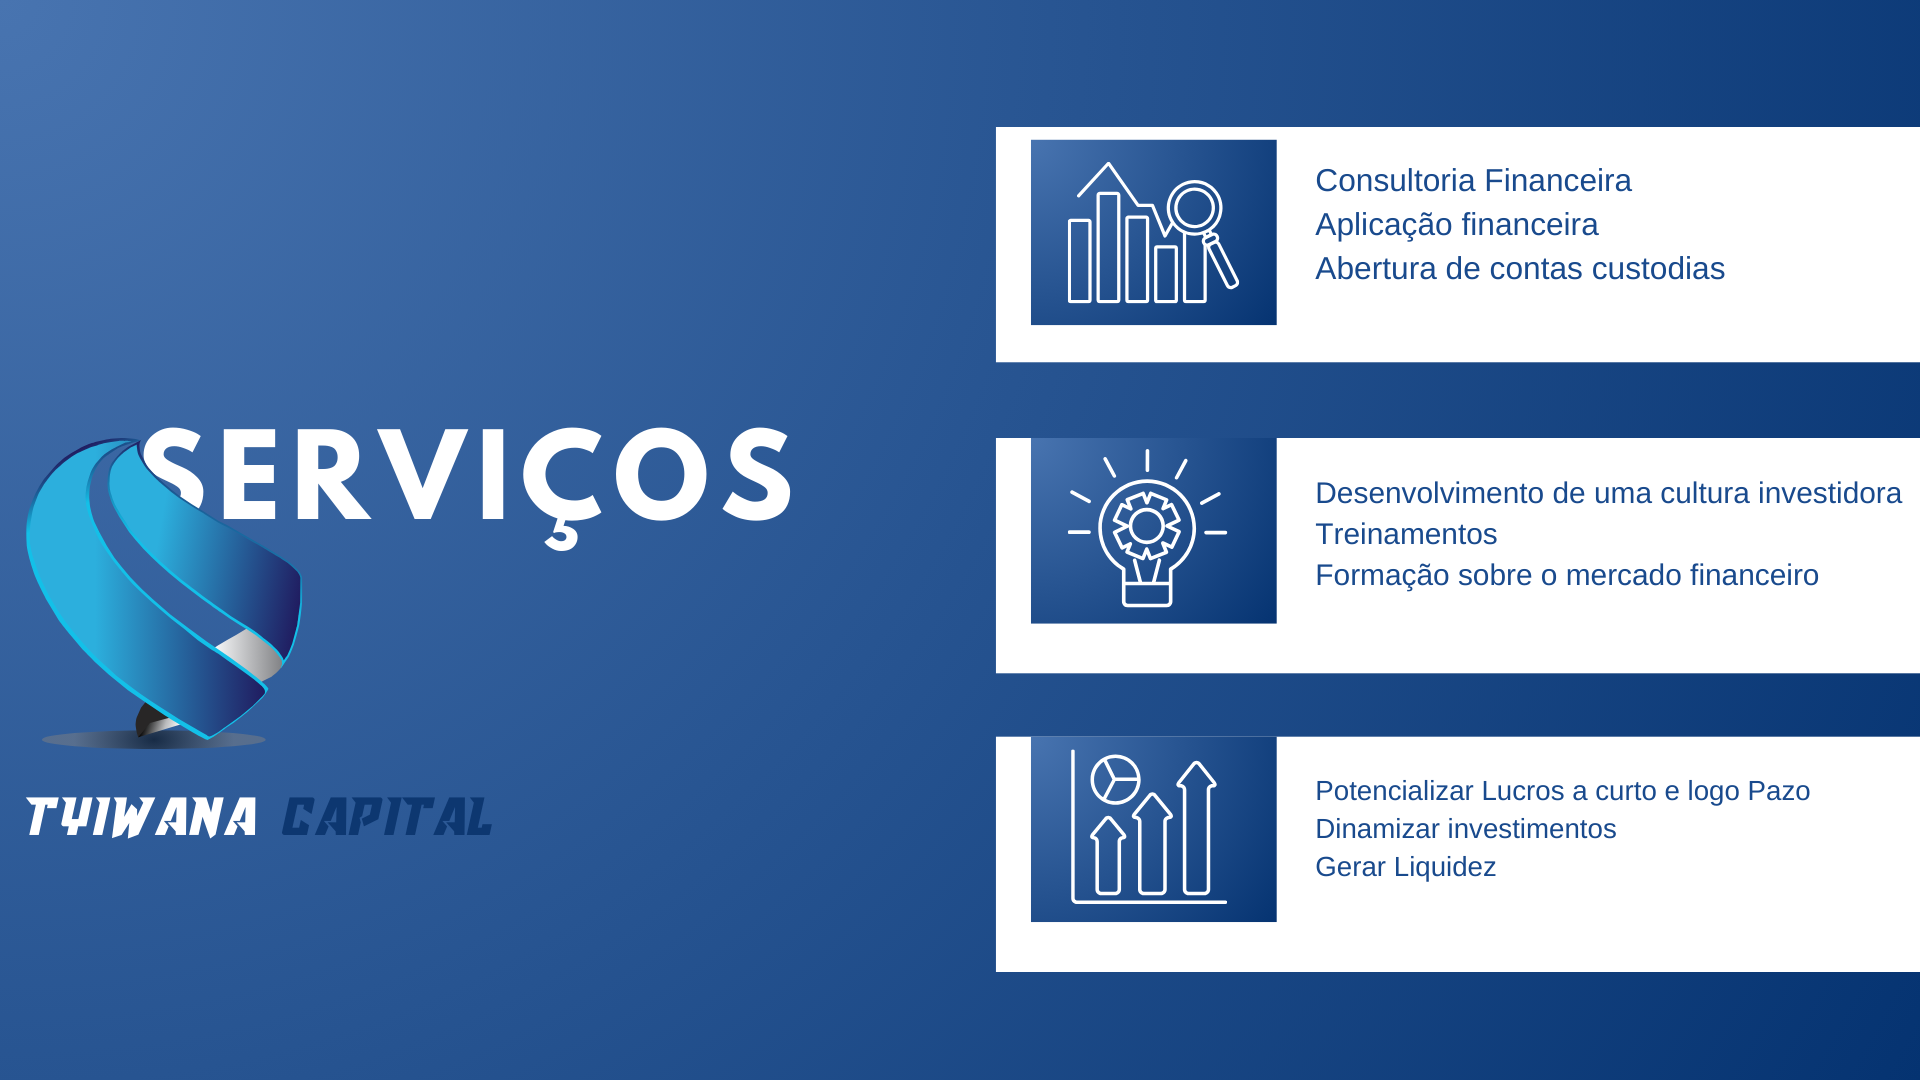 SERVIÇOS
TYIWANA CAPITAL
Consultoria Financeira
Aplicação financeira
Abertura de contas custodias
Desenvolvimento de uma cultura investidora
Treinamentos
Formação sobre o mercado financeiro
Potencializar Lucros a curto e logo Pazo
Dinamizar investimentos
Gerar Liquidez